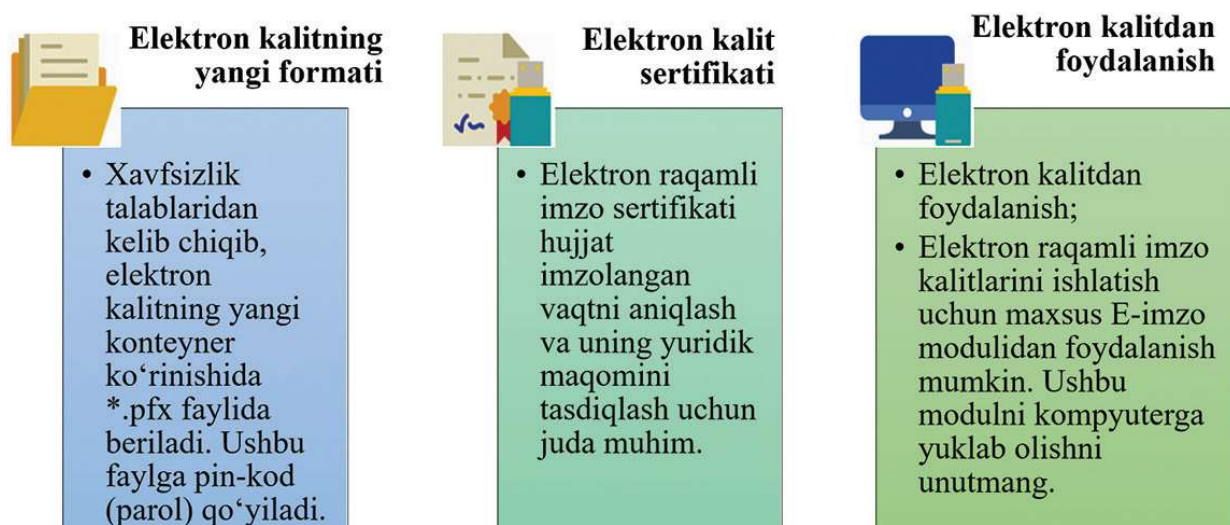 Elektron kalitning
yangi formati
• Xavfsizlik
talablaridan
kelib chiqib,
elektron
kalitning yangi
konteyner
ko‘rinishida
*.pfx faylida
beriladi. Ushbu
faylga pin-kod
(parol) qo‘yiladi.
Elektron kalit
sertifikati
• Elektron raqamli
imzo sertifikati
hujjat
imzolangan
vaqtni aniqlash
va uning yuridik
maqomini
tasdiqlash uchun
juda muhim.
Elektron kalitdan
foydalanish
• Elektron kalitdan
foydalanish;
• Elektron raqamli imzo
kalitlarini ishlatish
uchun maxsus E-imzo
modulidan foydalanish
mumkin. Ushbu
modulni kompyuterga
yuklab olishni
unutmang.